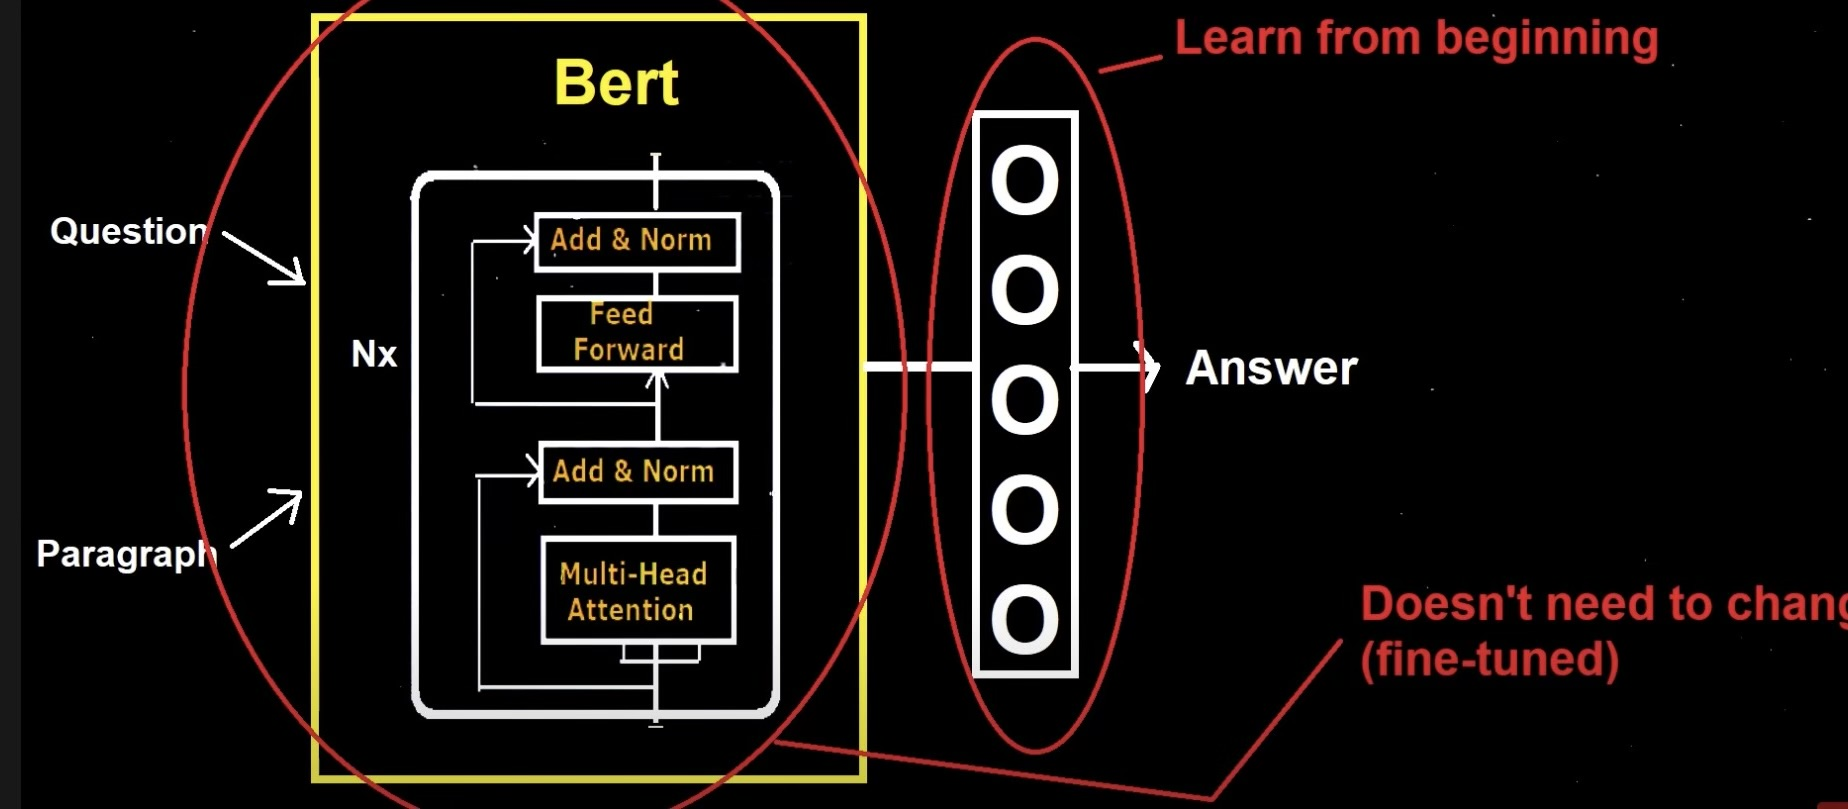 Learn from beginning
Bert
Question
Add & Norm
Feed
Forward
Nx
Answer
Add & Norm
Paragraph
Multi-Head
Attention
Doesn't need to chang
(fine-tuned)
O
O
O
O
O